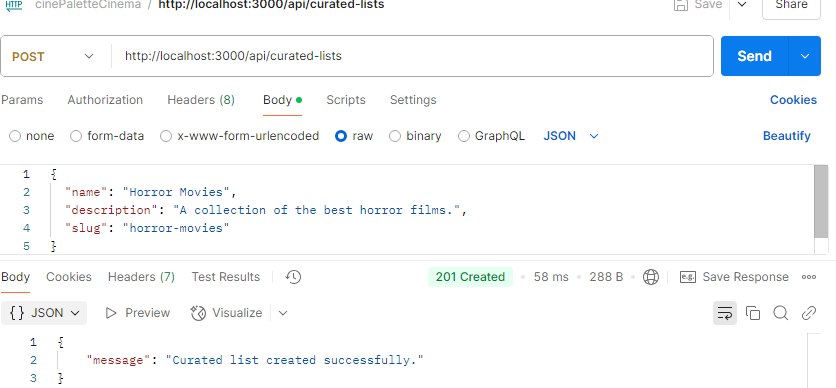 HTTP cinePaletteCinema / http://localhost:3000/api/curated-lists Save Share
POST http://localhost:3000/api/curated-lists Send
Params Authorization Headers (8) Body Scripts Settings Cookies
none form-data x-www-form-urlencoded raw binary GraphQL JSON Beautify
1 {
2 "name": "Horror Movies",
3 "description": "A collection of the best horror films.",
4 "slug": "horror-movies"
5 }
Body Cookies Headers (7) Test Results 201 Created • 58 ms • 288 B • e.g. Save Response
{} JSON Preview Visualize
1 {
2 "message": "Curated list created successfully."
3 }